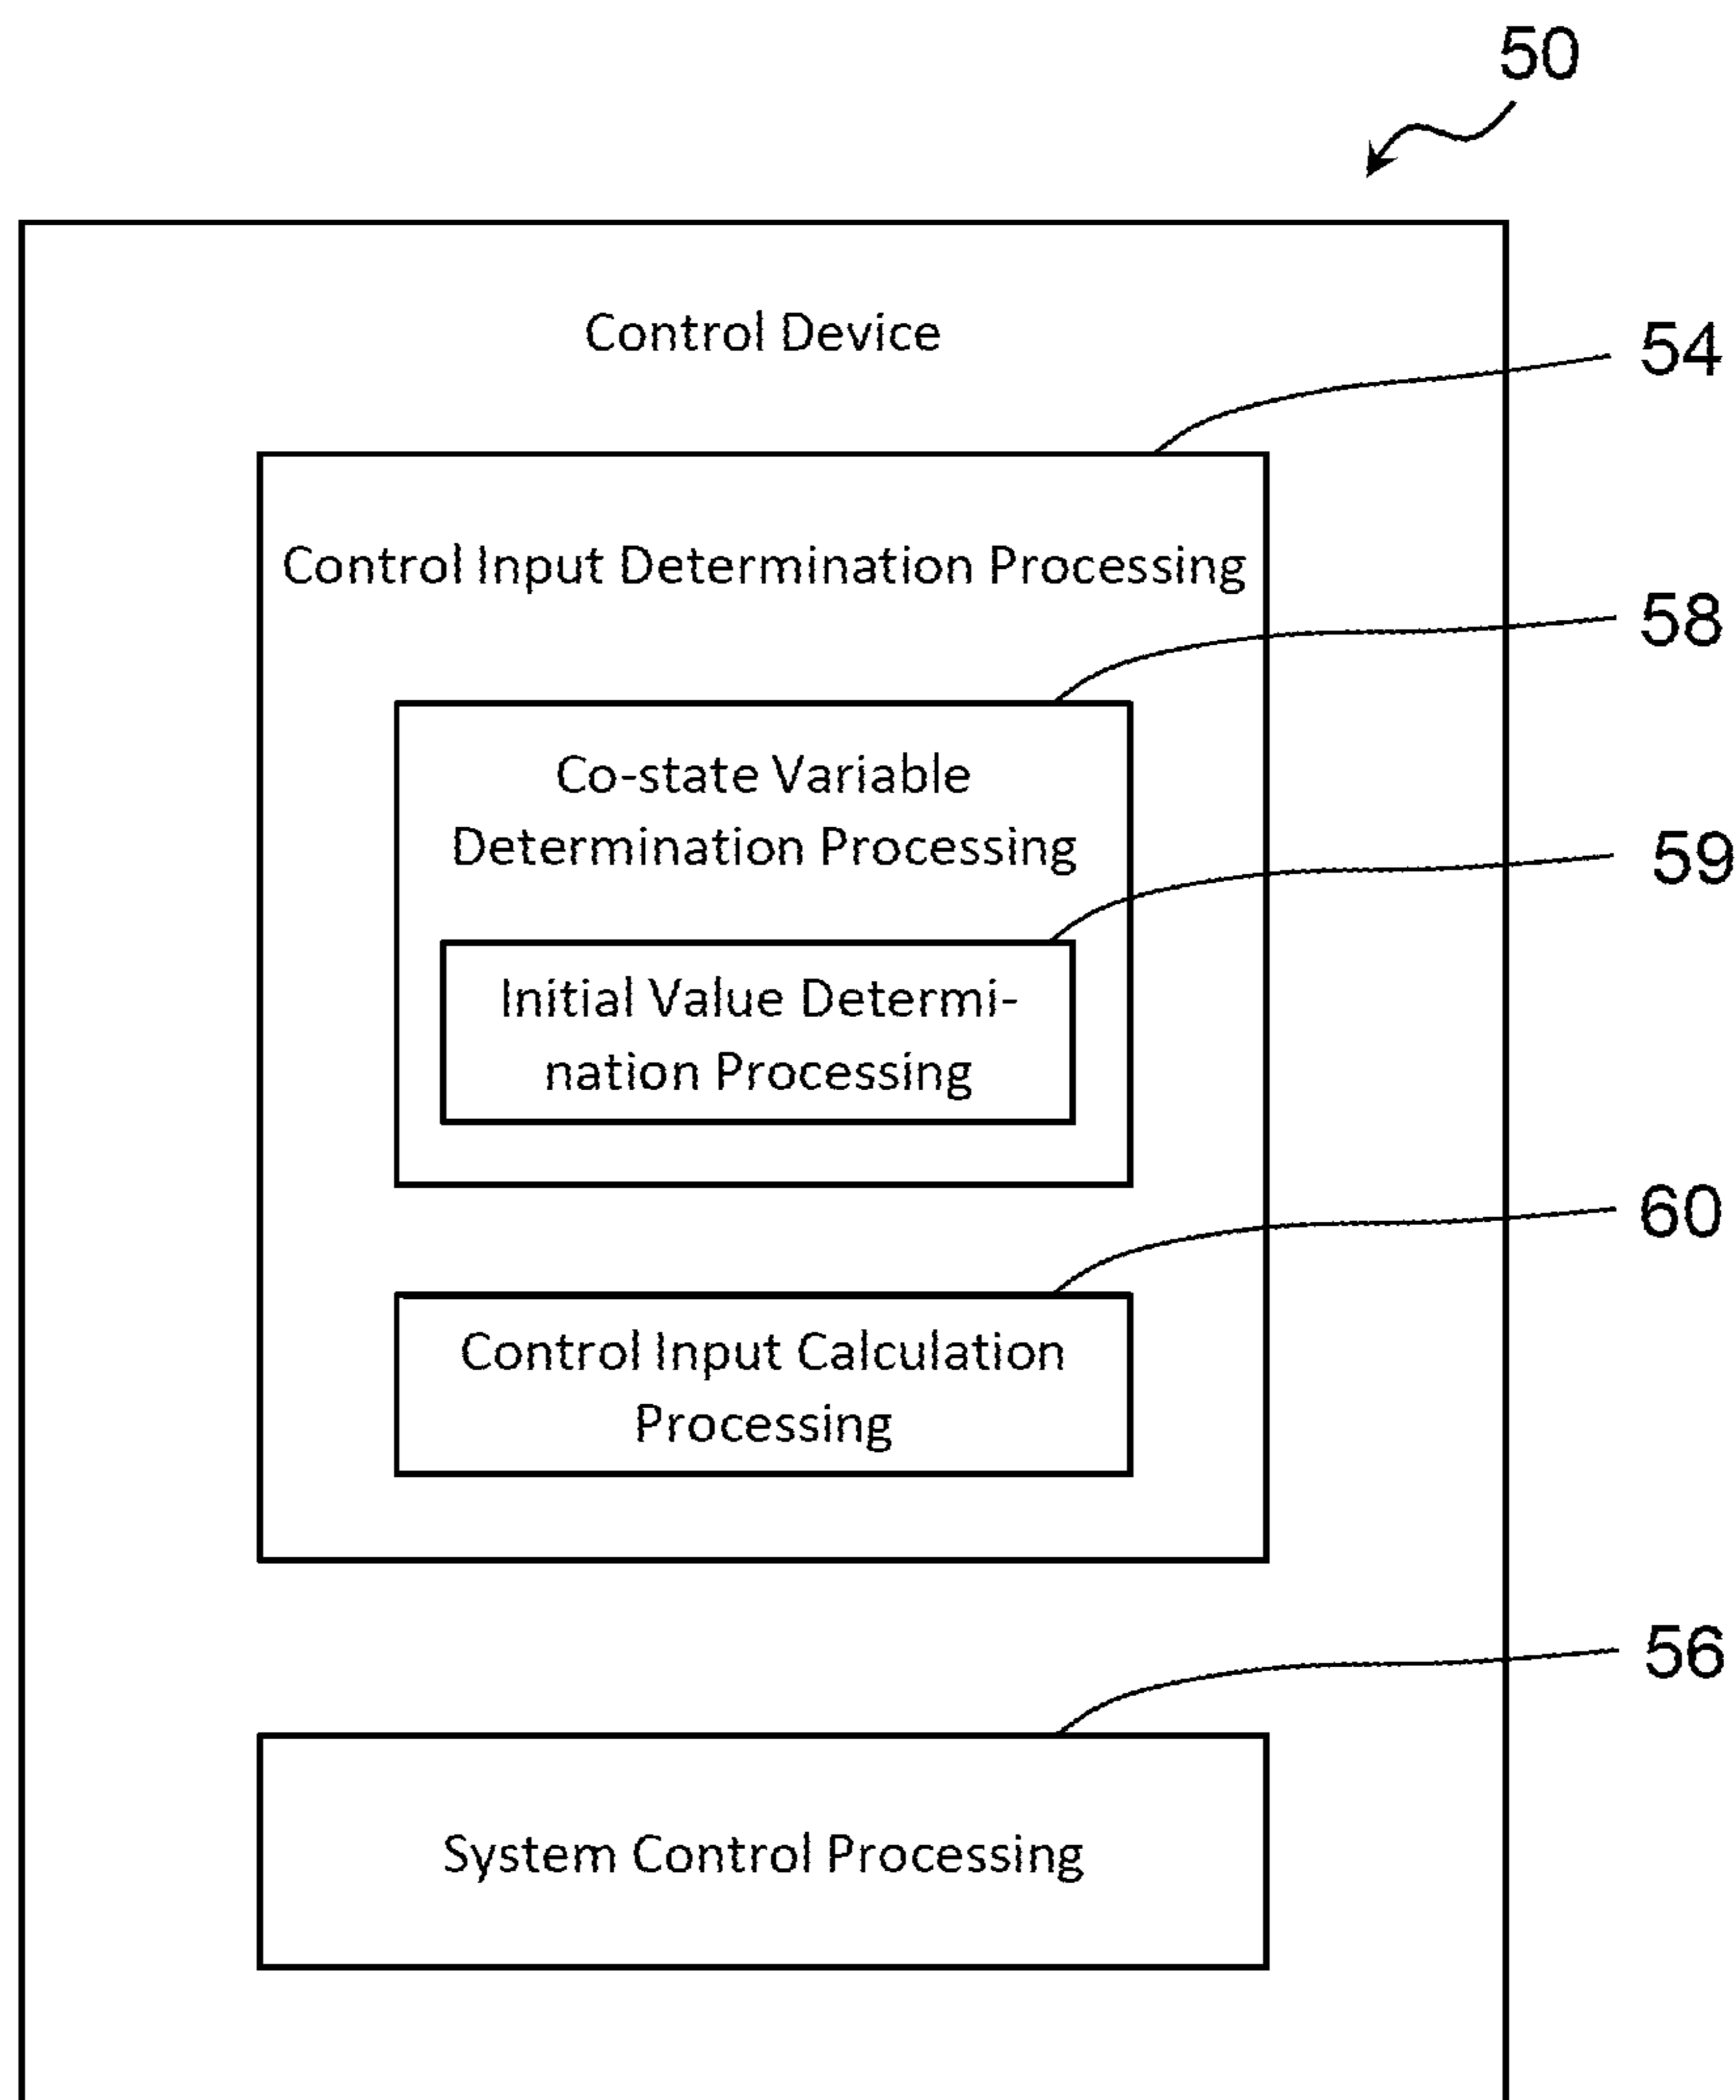 50
Control Device
54
Control Input Determination Processing
58
Co-state Variable
Determination Processing
59
Initial Value Determi-
nation Processing
60
Control Input Calculation
Processing
56
System Control Processing